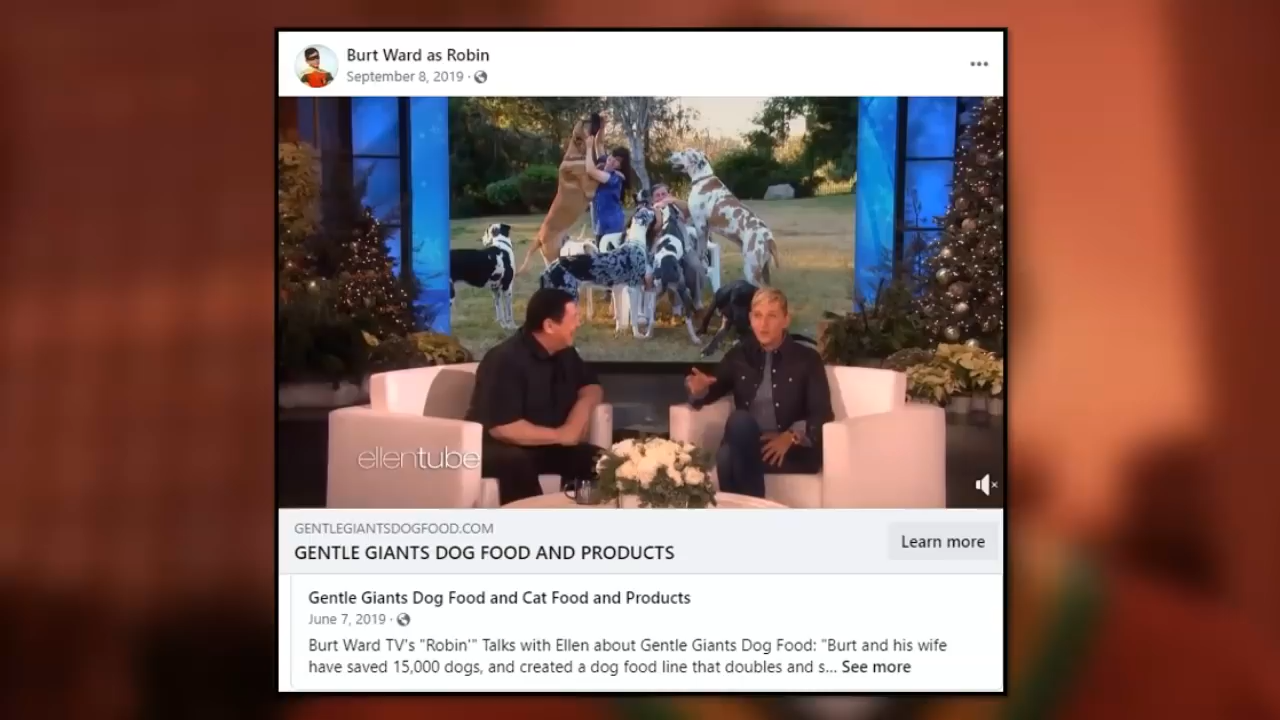 Burt Ward as Robin
September 8, 2019 ·
ellentube
GENTLEGIANTSDOGFOOD.COM
GENTLE GIANTS DOG FOOD AND PRODUCTS
Learn more
Gentle Giants Dog Food and Cat Food and Products
June 7, 2019 ·
Burt Ward TV's "Robin'" Talks with Ellen about Gentle Giants Dog Food: "Burt and his wife
have saved 15,000 dogs, and created a dog food line that doubles and s... See more